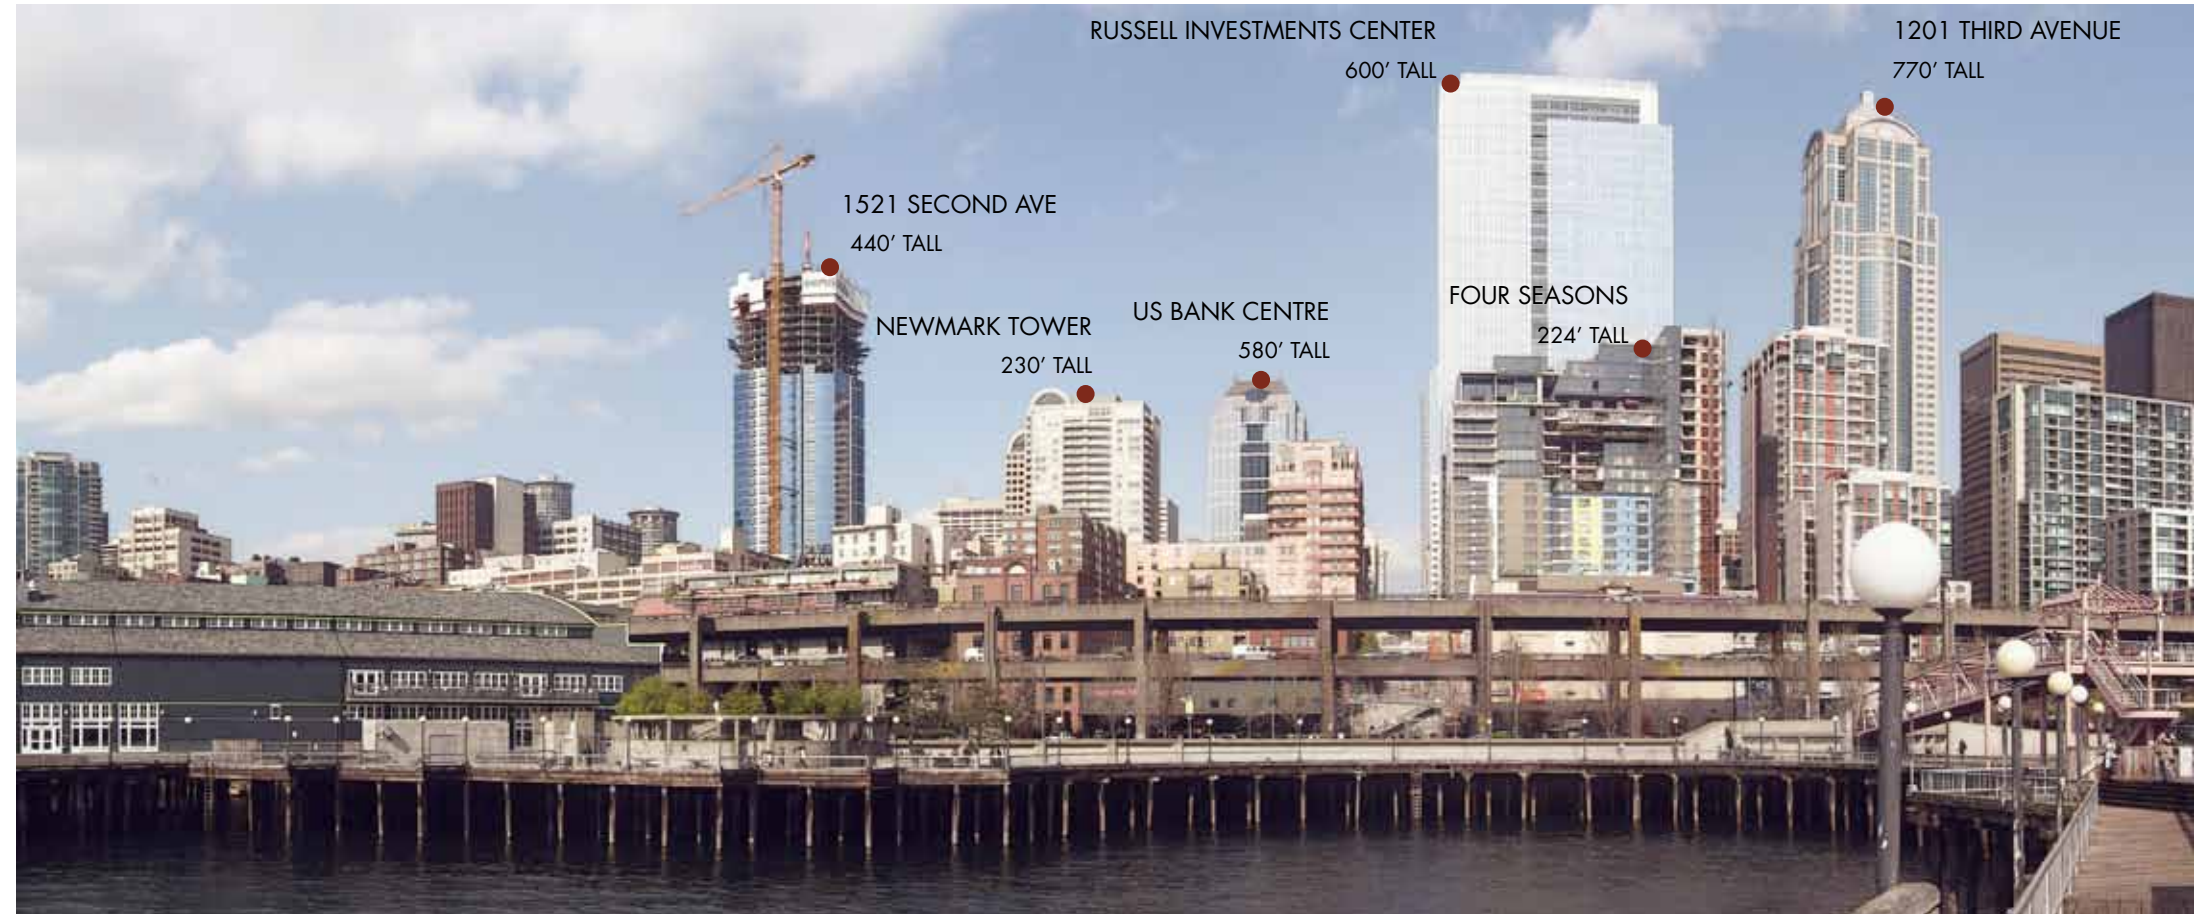 RUSSELL INVESTMENTS CENTER
600’ TALL
1201 THIRD AVENUE
770’ TALL
1521 SECOND AVE
440’ TALL
NEWMARK TOWER
230’ TALL
US BANK CENTRE
580’ TALL
FOUR SEASONS
224’ TALL